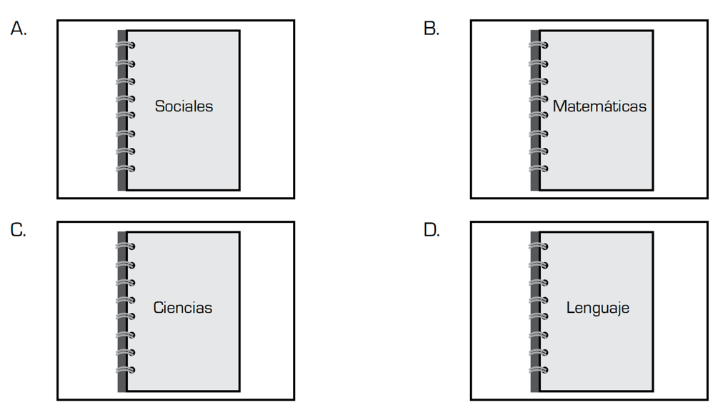 A.
Sociales
B.
Matemáticas
C.
Ciencias
D.
Lenguaje